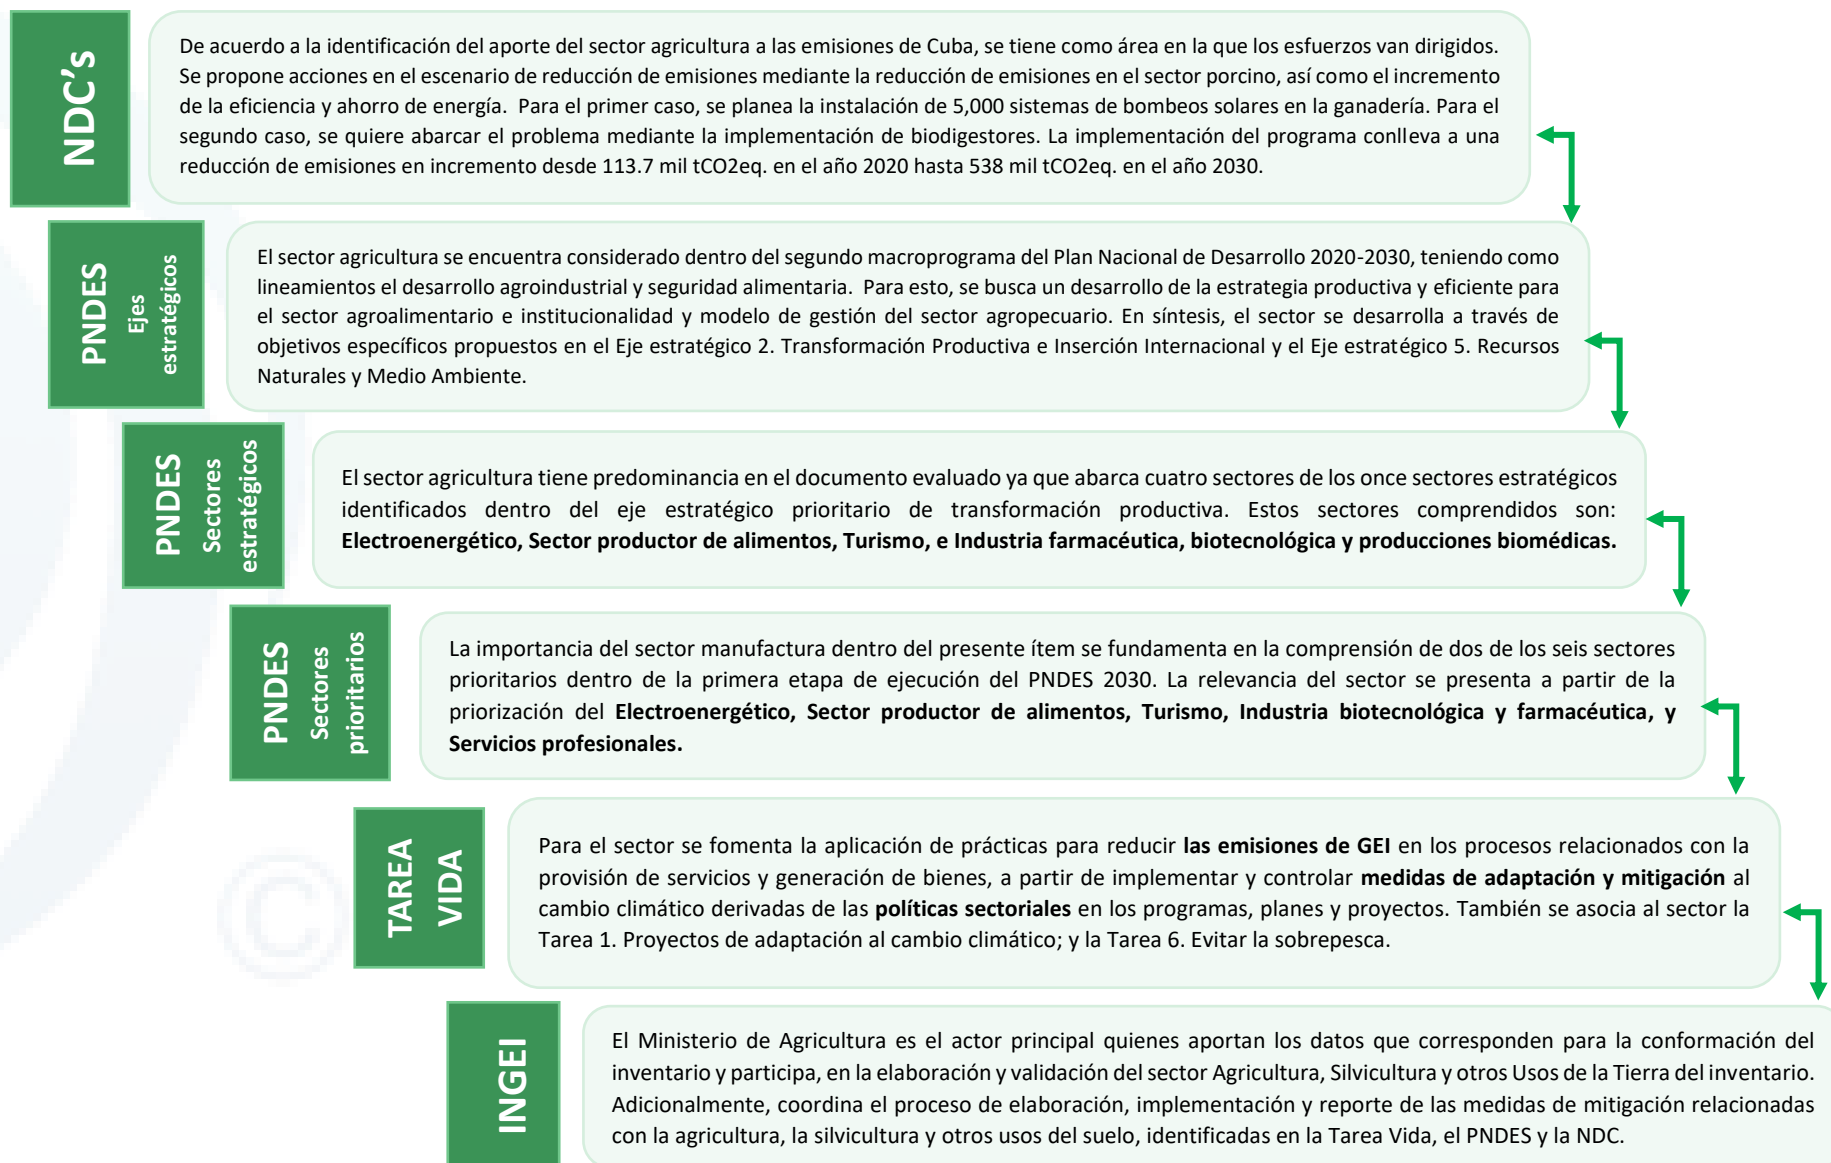 NDC's
De acuerdo a la identificación del aporte del sector agricultura a las emisiones de Cuba, se tiene como área en la que los esfuerzos van dirigidos.
Se propone acciones en el escenario de reducción de emisiones mediante la reducción de emisiones en el sector porcino, así como el incremento
de la eficiencia y ahorro de energía. Para el primer caso, se planea la instalación de 5,000 sistemas de bombeos solares en la ganadería. Para el
segundo caso, se quiere abarcar el problema mediante la implementación de biodigestores. La implementación del programa conlleva a una
reducción de emisiones en incremento desde 113.7 mil tCO2eq. en el año 2020 hasta 538 mil tCO2eq. en el año 2030.
PNDES
Ejes
estratégicos
El sector agricultura se encuentra considerado dentro del segundo macroprograma del Plan Nacional de Desarrollo 2020-2030, teniendo como
lineamientos el desarrollo agroindustrial y seguridad alimentaria. Para esto, se busca un desarrollo de la estrategia productiva y eficiente para
el sector agroalimentario e institucionalidad y modelo de gestión del sector agropecuario. En síntesis, el sector se desarrolla a través de
objetivos específicos propuestos en el Eje estratégico 2. Transformación Productiva e Inserción Internacional y el Eje estratégico 5. Recursos
Naturales y Medio Ambiente.
PNDES
Sectores
estratégicos
El sector agricultura tiene predominancia en el documento evaluado ya que abarca cuatro sectores de los once sectores estratégicos
identificados dentro del eje estratégico prioritario de transformación productiva. Estos sectores comprendidos son:
Electroenergético, Sector productor de alimentos, Turismo, e Industria farmacéutica, biotecnológica y producciones biomédicas.
PNDES
Sectores
prioritarios
La importancia del sector manufactura dentro del presente ítem se fundamenta en la comprensión de dos de los seis sectores
prioritarios dentro de la primera etapa de ejecución del PNDES 2030. La relevancia del sector se presenta a partir de la
priorización del Electroenergético, Sector productor de alimentos, Turismo, Industria biotecnológica y farmacéutica, y
Servicios profesionales.
TAREA
VIDA
Para el sector se fomenta la aplicación de prácticas para reducir las emisiones de GEI en los procesos relacionados con la
provisión de servicios y generación de bienes, a partir de implementar y controlar medidas de adaptación y mitigación al
cambio climático derivadas de las políticas sectoriales en los programas, planes y proyectos. También se asocia al sector la
Tarea 1. Proyectos de adaptación al cambio climático; y la Tarea 6. Evitar la sobrepesca.
INGEI
El Ministerio de Agricultura es el actor principal quienes aportan los datos que corresponden para la conformación del
inventario y participa, en la elaboración y validación del sector Agricultura, Silvicultura y otros Usos de la Tierra del inventario.
Adicionalmente, coordina el proceso de elaboración, implementación y reporte de las medidas de mitigación relacionadas
con la agricultura, la silvicultura y otros usos del suelo, identificadas en la Tarea Vida, el PNDES y la NDC.
©